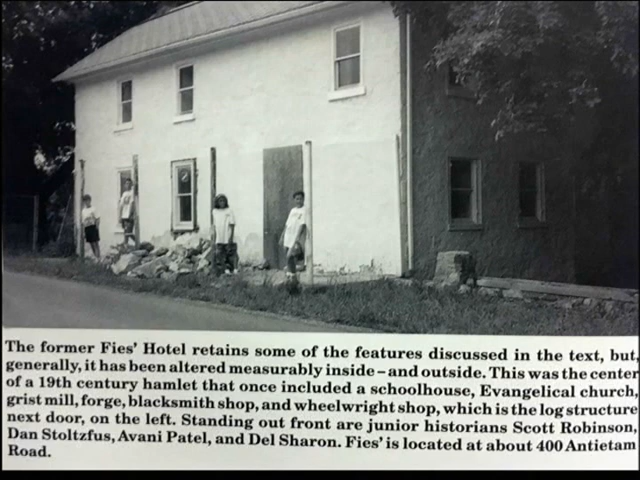 The former Fies' Hotel retains some of the features discussed in the text, but,
generally, it has been altered measurably inside – and outside. This was the center
of a 19th century hamlet that once included a schoolhouse, Evangelical church,
grist mill, forge, blacksmith shop, and wheelwright shop, which is the log structure
next door, on the left. Standing out front are junior historians Scott Robinson,
Dan Stoltzfus, Avani Patel, and Del Sharon. Fies' is located at about 400 Antietam
Road.